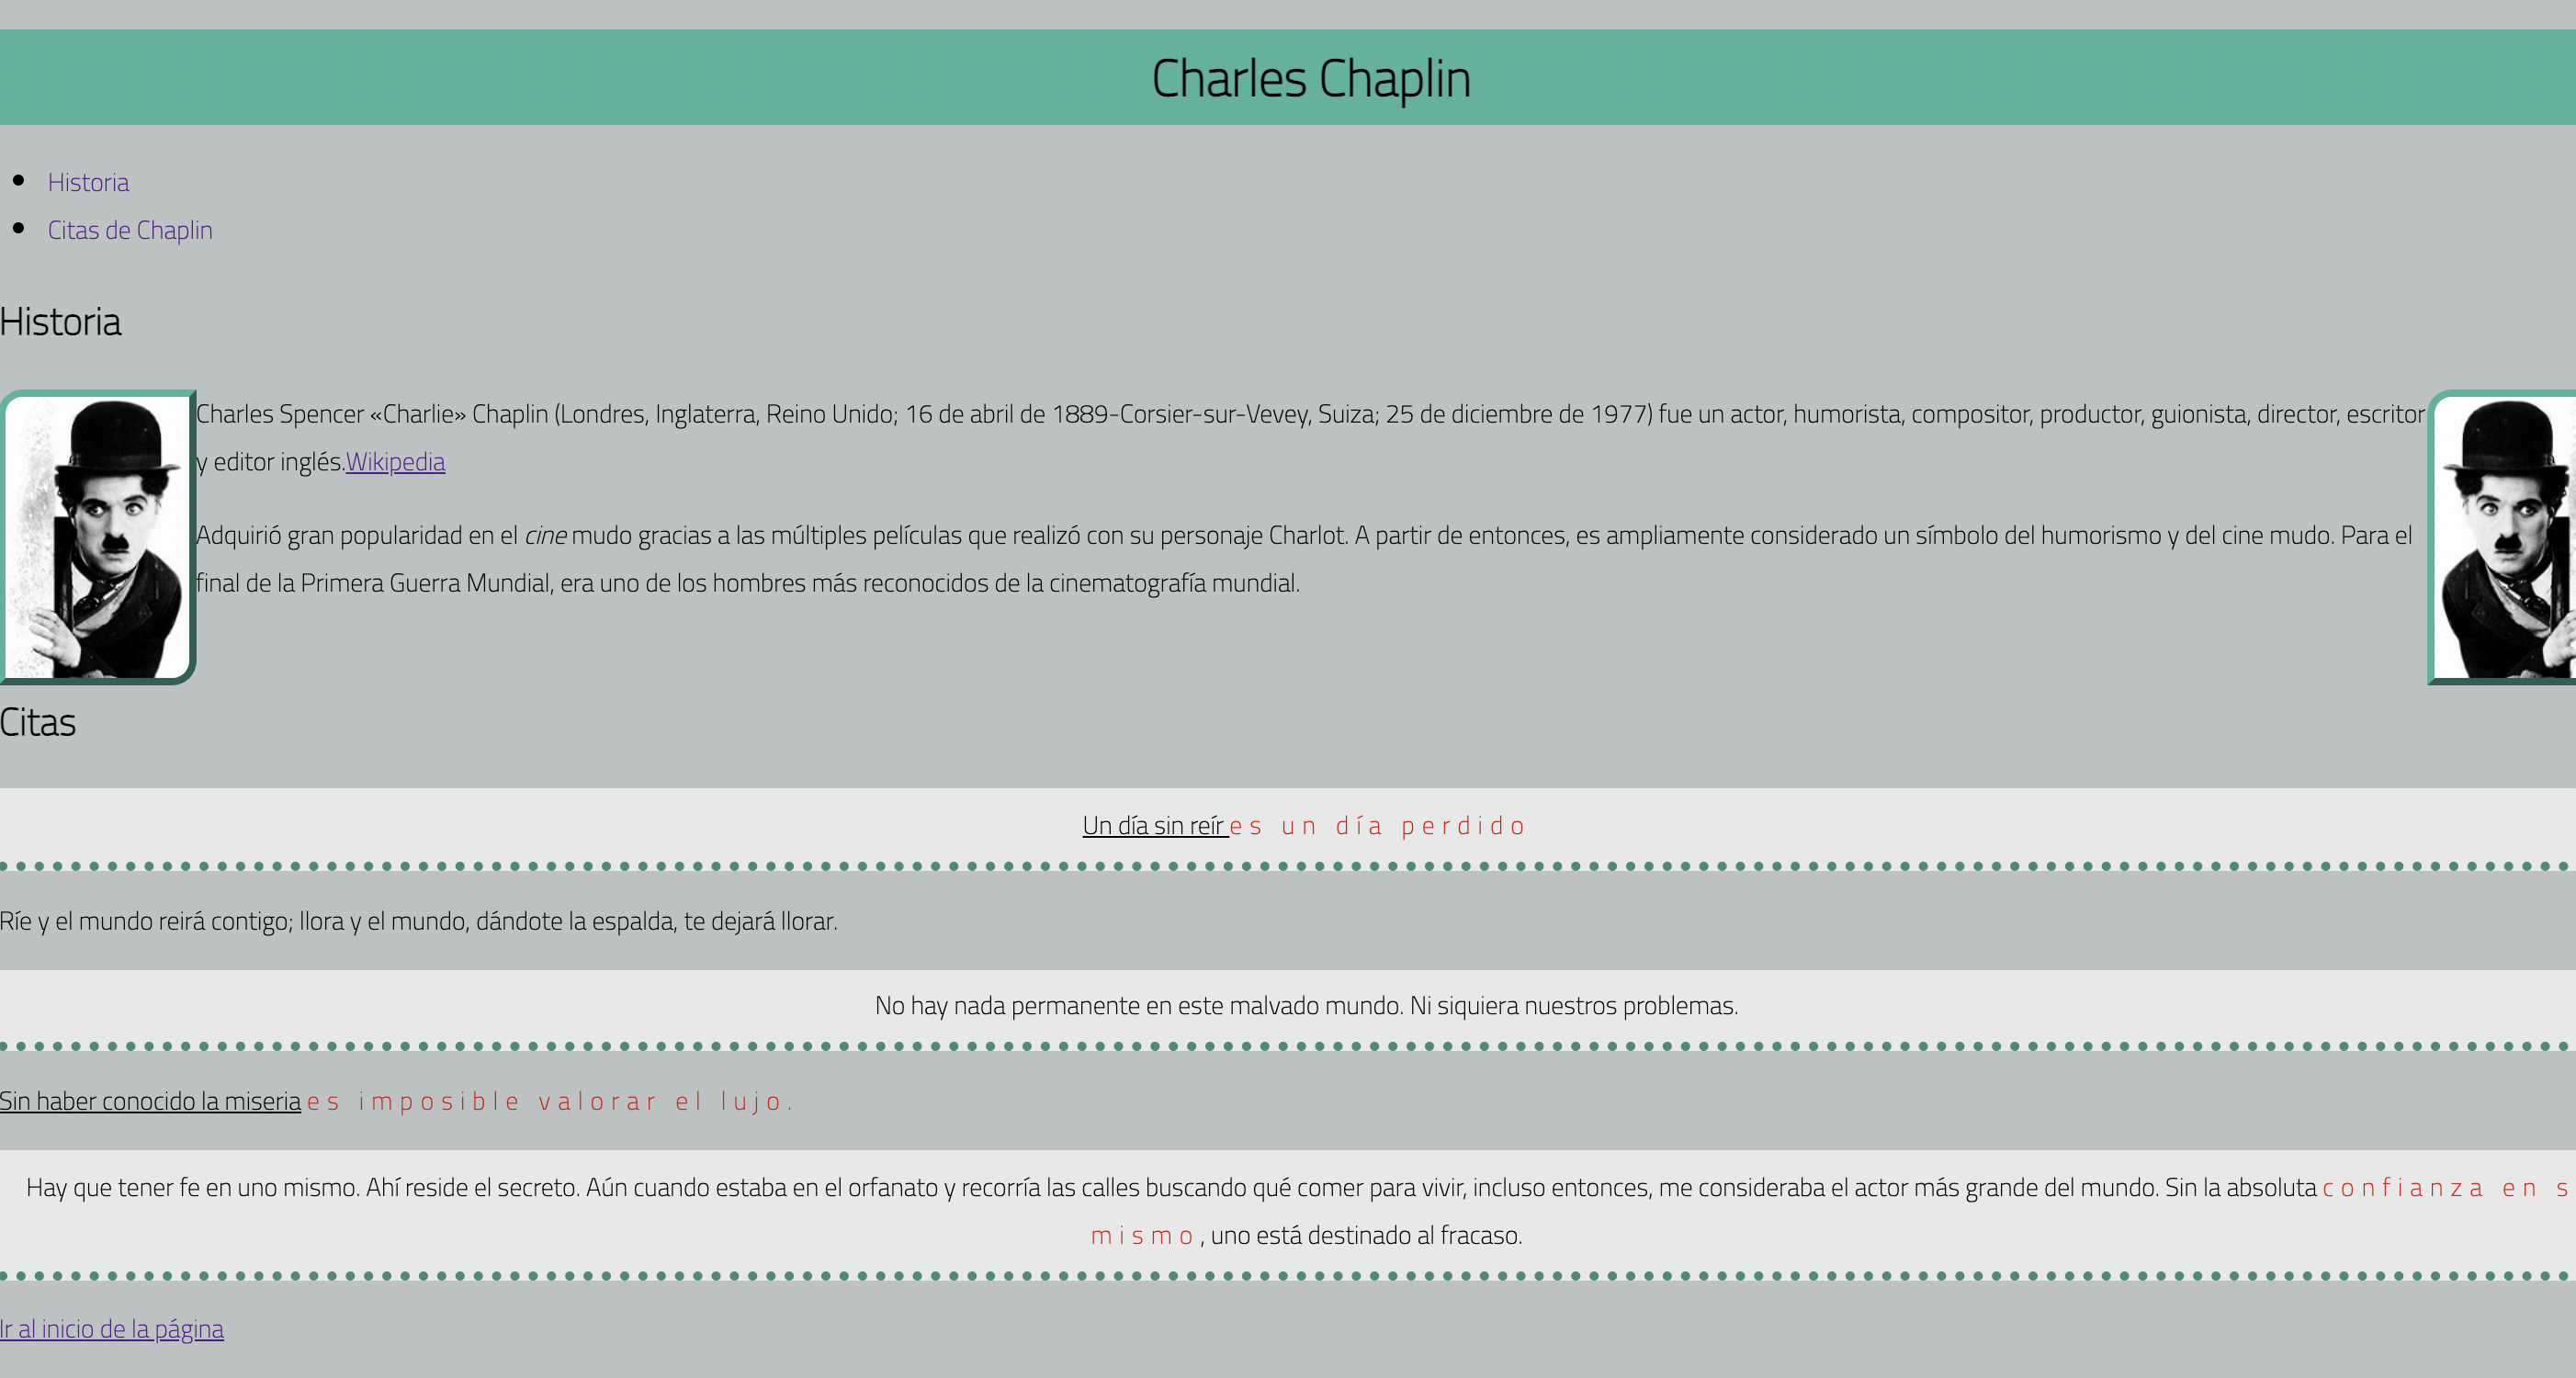 Charles Chaplin
Historia
Citas de Chaplin
Historia
Charles Spencer «Charlie» Chaplin (Londres, Inglaterra, Reino Unido; 16 de abril de 1889-Corsier-sur-Vevey, Suiza; 25 de diciembre de 1977) fue un actor, humorista, compositor, productor, guionista, director, escritor
y editor inglés.Wikipedia
Adquirió gran popularidad en el cine mudo gracias a las múltiples películas que realizó con su personaje Charlot. A partir de entonces, es ampliamente considerado un símbolo del humorismo y del cine mudo. Para el
final de la Primera Guerra Mundial, era uno de los hombres más reconocidos de la cinematografía mundial.
Citas
Un día sin reír es un día perdido
Ríe y el mundo reirá contigo; llora y el mundo, dándote la espalda, te dejará llorar.
No hay nada permanente en este malvado mundo. Ni siquiera nuestros problemas.
Sin haber conocido la miseria es imposible valorar el lujo.
Hay que tener fe en uno mismo. Ahí reside el secreto. Aún cuando estaba en el orfanato y recorría las calles buscando qué comer para vivir, incluso entonces, me consideraba el actor más grande del mundo. Sin la absoluta confianza en s
mismo, uno está destinado al fracaso.
Ir al inicio de la página